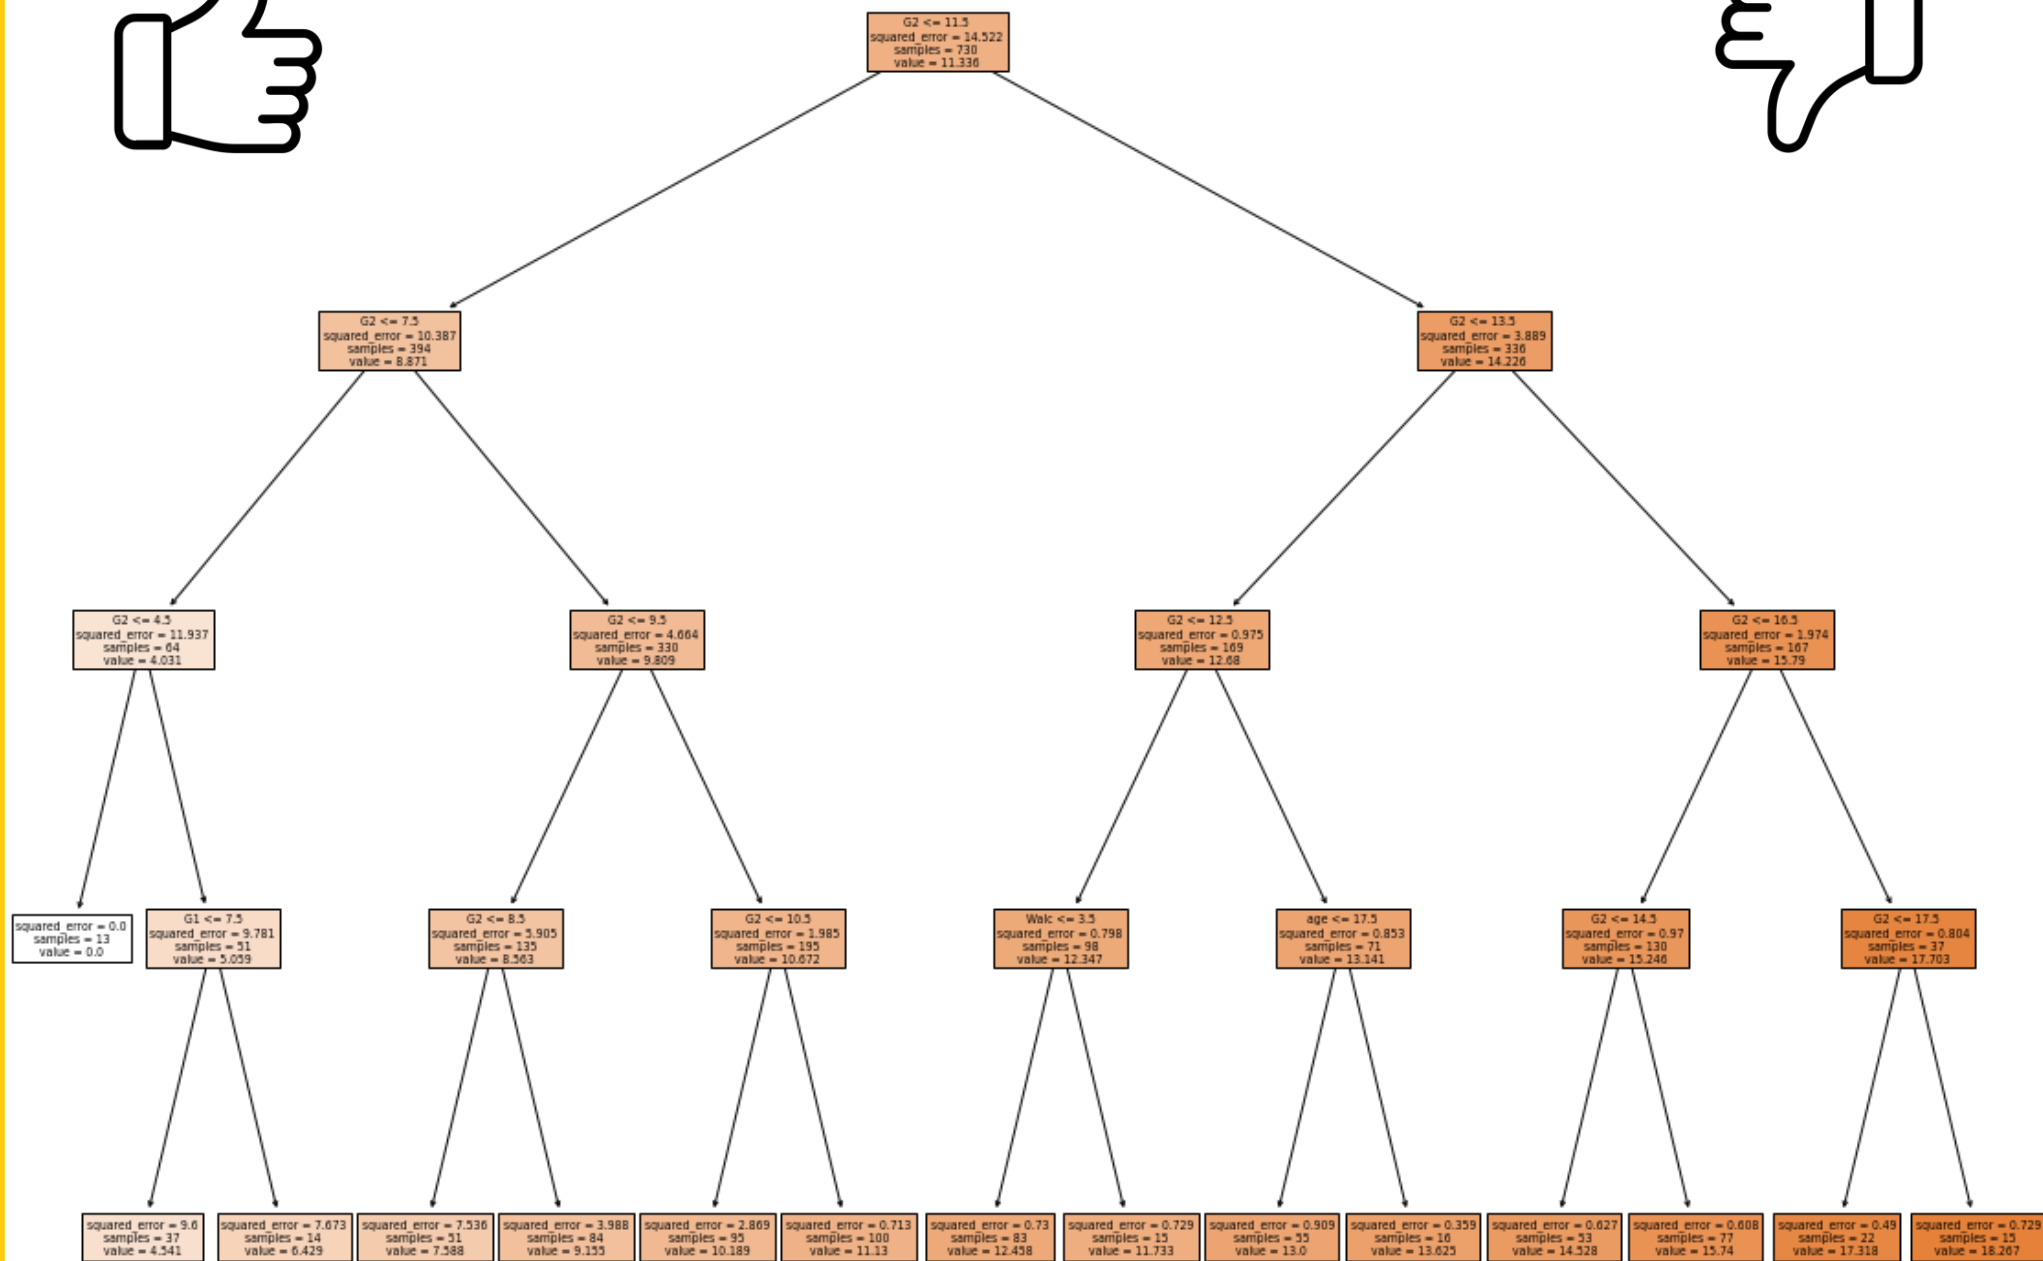 G2 <= 11.5
squared_error = 14.522
samples = 730
value = 11.336
G2 <= 7.5
squared_error = 10.387
samples = 394
value = 8.871
G2 <= 13.5
squared_error = 3.889
samples = 336
value = 14.226
G2 <= 4.5
squared_error = 11.937
samples = 64
value = 4.031
G2 <= 9.5
squared_error = 4.664
samples = 330
value = 9.809
G2 <= 12.5
squared_error = 0.975
samples = 169
value = 12.68
G2 <= 16.5
squared_error = 1.974
samples = 167
value = 15.79
squared_error = 0.0
samples = 13
value = 0.0
G1 <= 7.5
squared_error = 9.781
samples = 51
value = 5.059
G2 <= 8.5
squared_error = 5.905
samples = 135
value = 8.563
G2 <= 10.5
squared_error = 1.985
samples = 195
value = 10.672
Walc <= 3.5
squared_error = 0.798
samples = 98
value = 12.347
age <= 17.5
squared_error = 0.853
samples = 71
value = 13.141
G2 <= 14.5
squared_error = 0.97
samples = 130
value = 15.246
G2 <= 17.5
squared_error = 0.804
samples = 37
value = 17.703
squared_error = 9.6
samples = 37
value = 4.541
squared_error = 7.673
samples = 14
value = 6.429
squared_error = 7.536
samples = 51
value = 7.588
squared_error = 3.988
samples = 84
value = 9.155
squared_error = 2.869
samples = 95
value = 10.189
squared_error = 0.713
samples = 100
value = 11.13
squared_error = 0.73
samples = 83
value = 12.458
squared_error = 0.729
samples = 15
value = 11.733
squared_error = 0.909
samples = 55
value = 13.0
squared_error = 0.359
samples = 16
value = 13.625
squared_error = 0.627
samples = 53
value = 14.528
squared_error = 0.608
samples = 77
value = 15.74
squared_error = 0.49
samples = 22
value = 17.318
squared_error = 0.729
samples = 15
value = 18.267